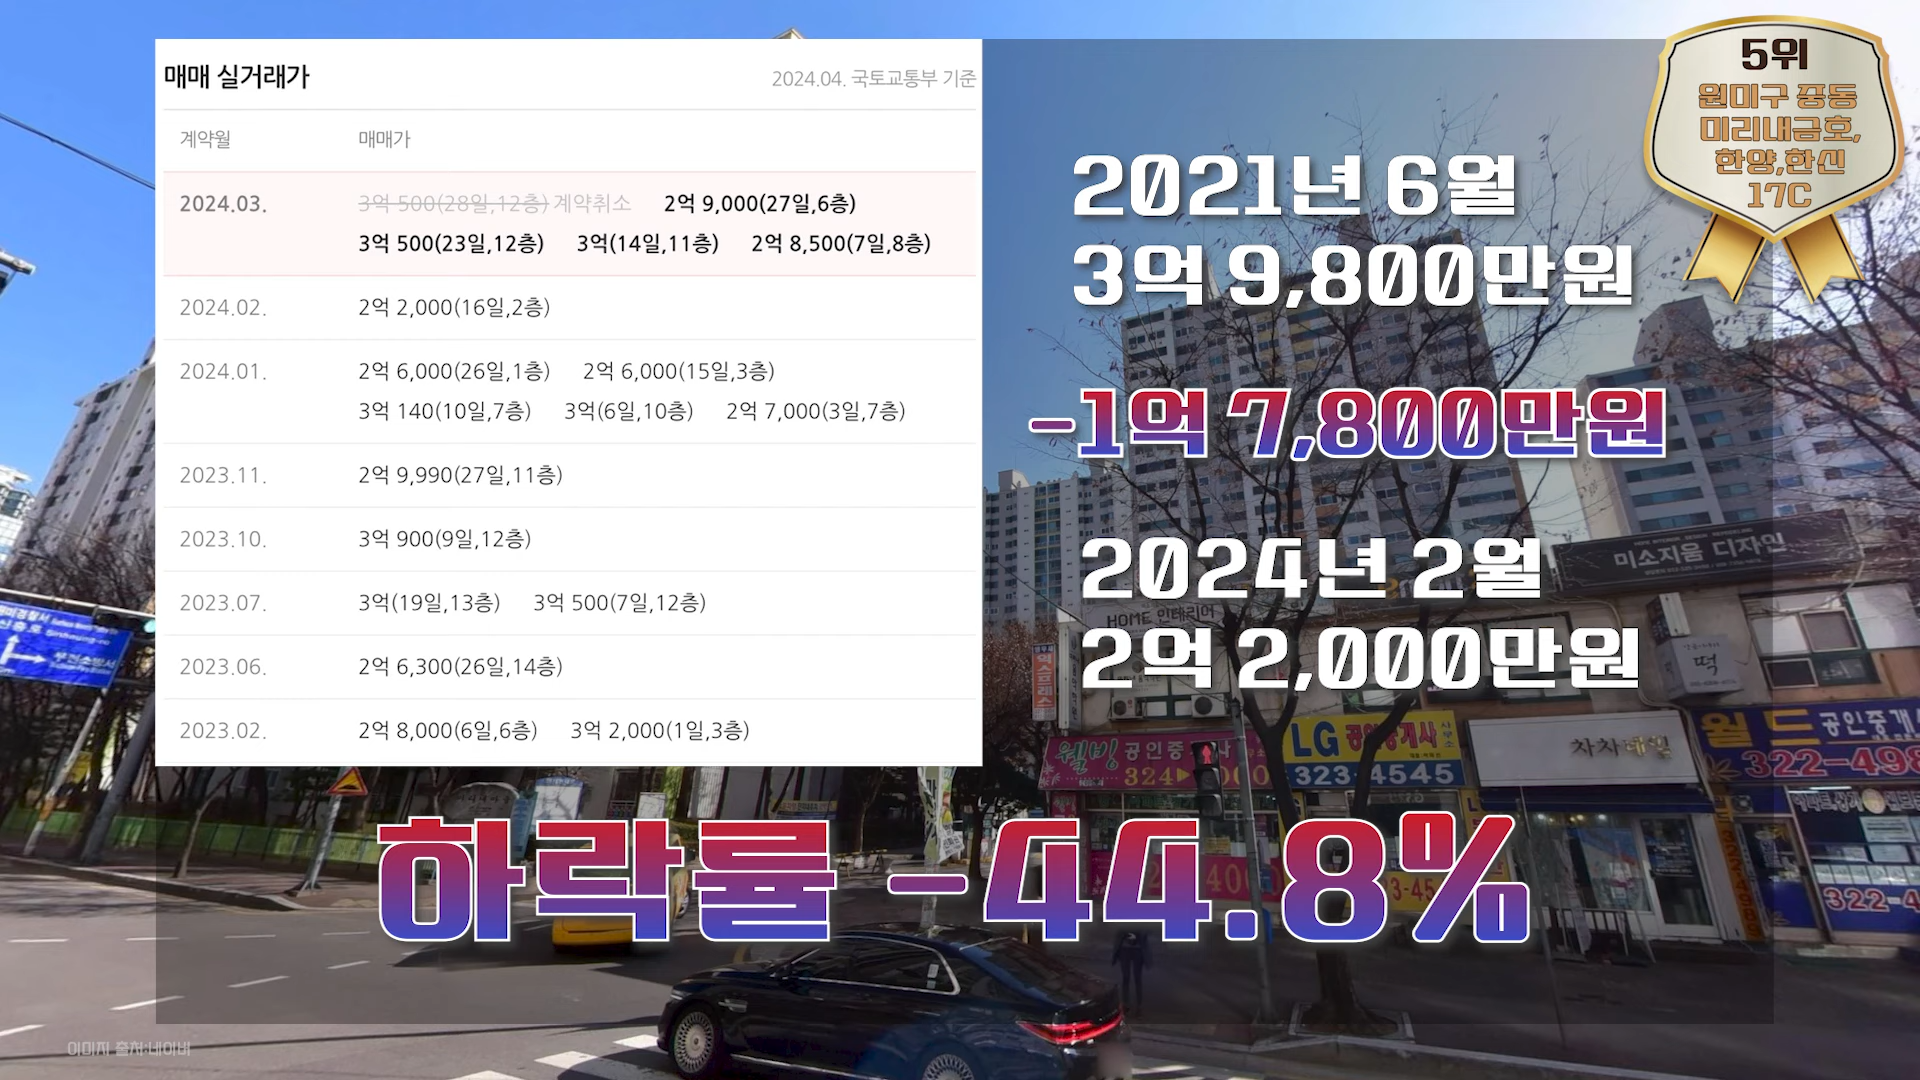 매매 실거래가
2024.04. 국토교통부 기준
계약월 매매가
2024.03. 3억 500(28일,12층) 계약취소 2억 9,000(27일,6층)
3억 500(23일,12층) 3억(14일,11층) 2억 8,500(7일,8층)
2024.02. 2억 2,000(16일,2층)
2024.01. 2억 6,000(26일,1층) 2억 6,000(15일,3층)
3억 140(10일,7층) 3억(6일,10층) 2억 7,000(3일,7층)
2023.11. 2억 9,990(27일,11층)
2023.10. 3억 900(9일,12층)
2023.07. 3억(19일,13층) 3억 500(7일,12층)
2023.06. 2억 6,300(26일,14층)
2023.02. 2억 8,000(6일,6층) 3억 2,000(1일,3층)
5위
원미구 중동
미리내금호,
한양,한신
17C
2021년 6월
3억 9,800만원
-1억 7,800만원
2024년 2월
2억 2,000만원
하락률 -44.8%
미소지움 디자인
HOME 인테리어
익스프레스
떡
웰빙 공인중
324
LG 공인중개사
323-4545
차차네일
월드 공인중개
322-498
322-4
이미지 출처:네이버